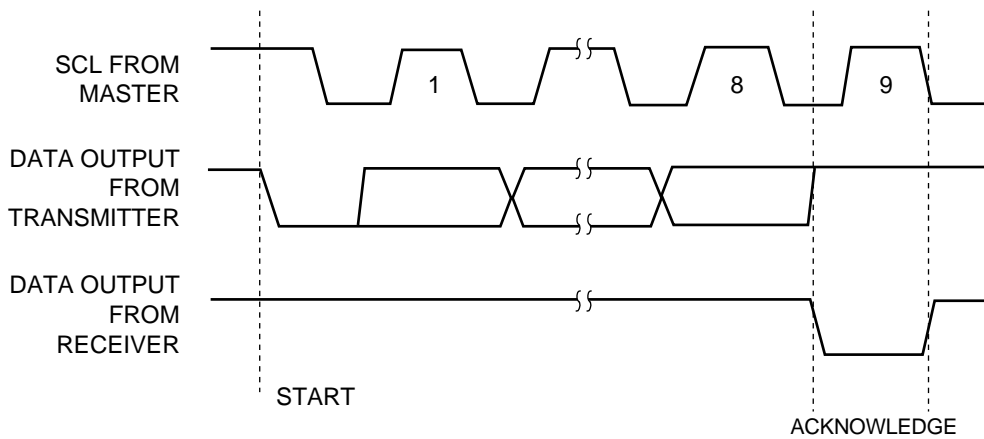 SCL FROM
MASTER
1
8
9
DATA OUTPUT
FROM
TRANSMITTER
DATA OUTPUT
FROM
RECEIVER
START
ACKNOWLEDGE